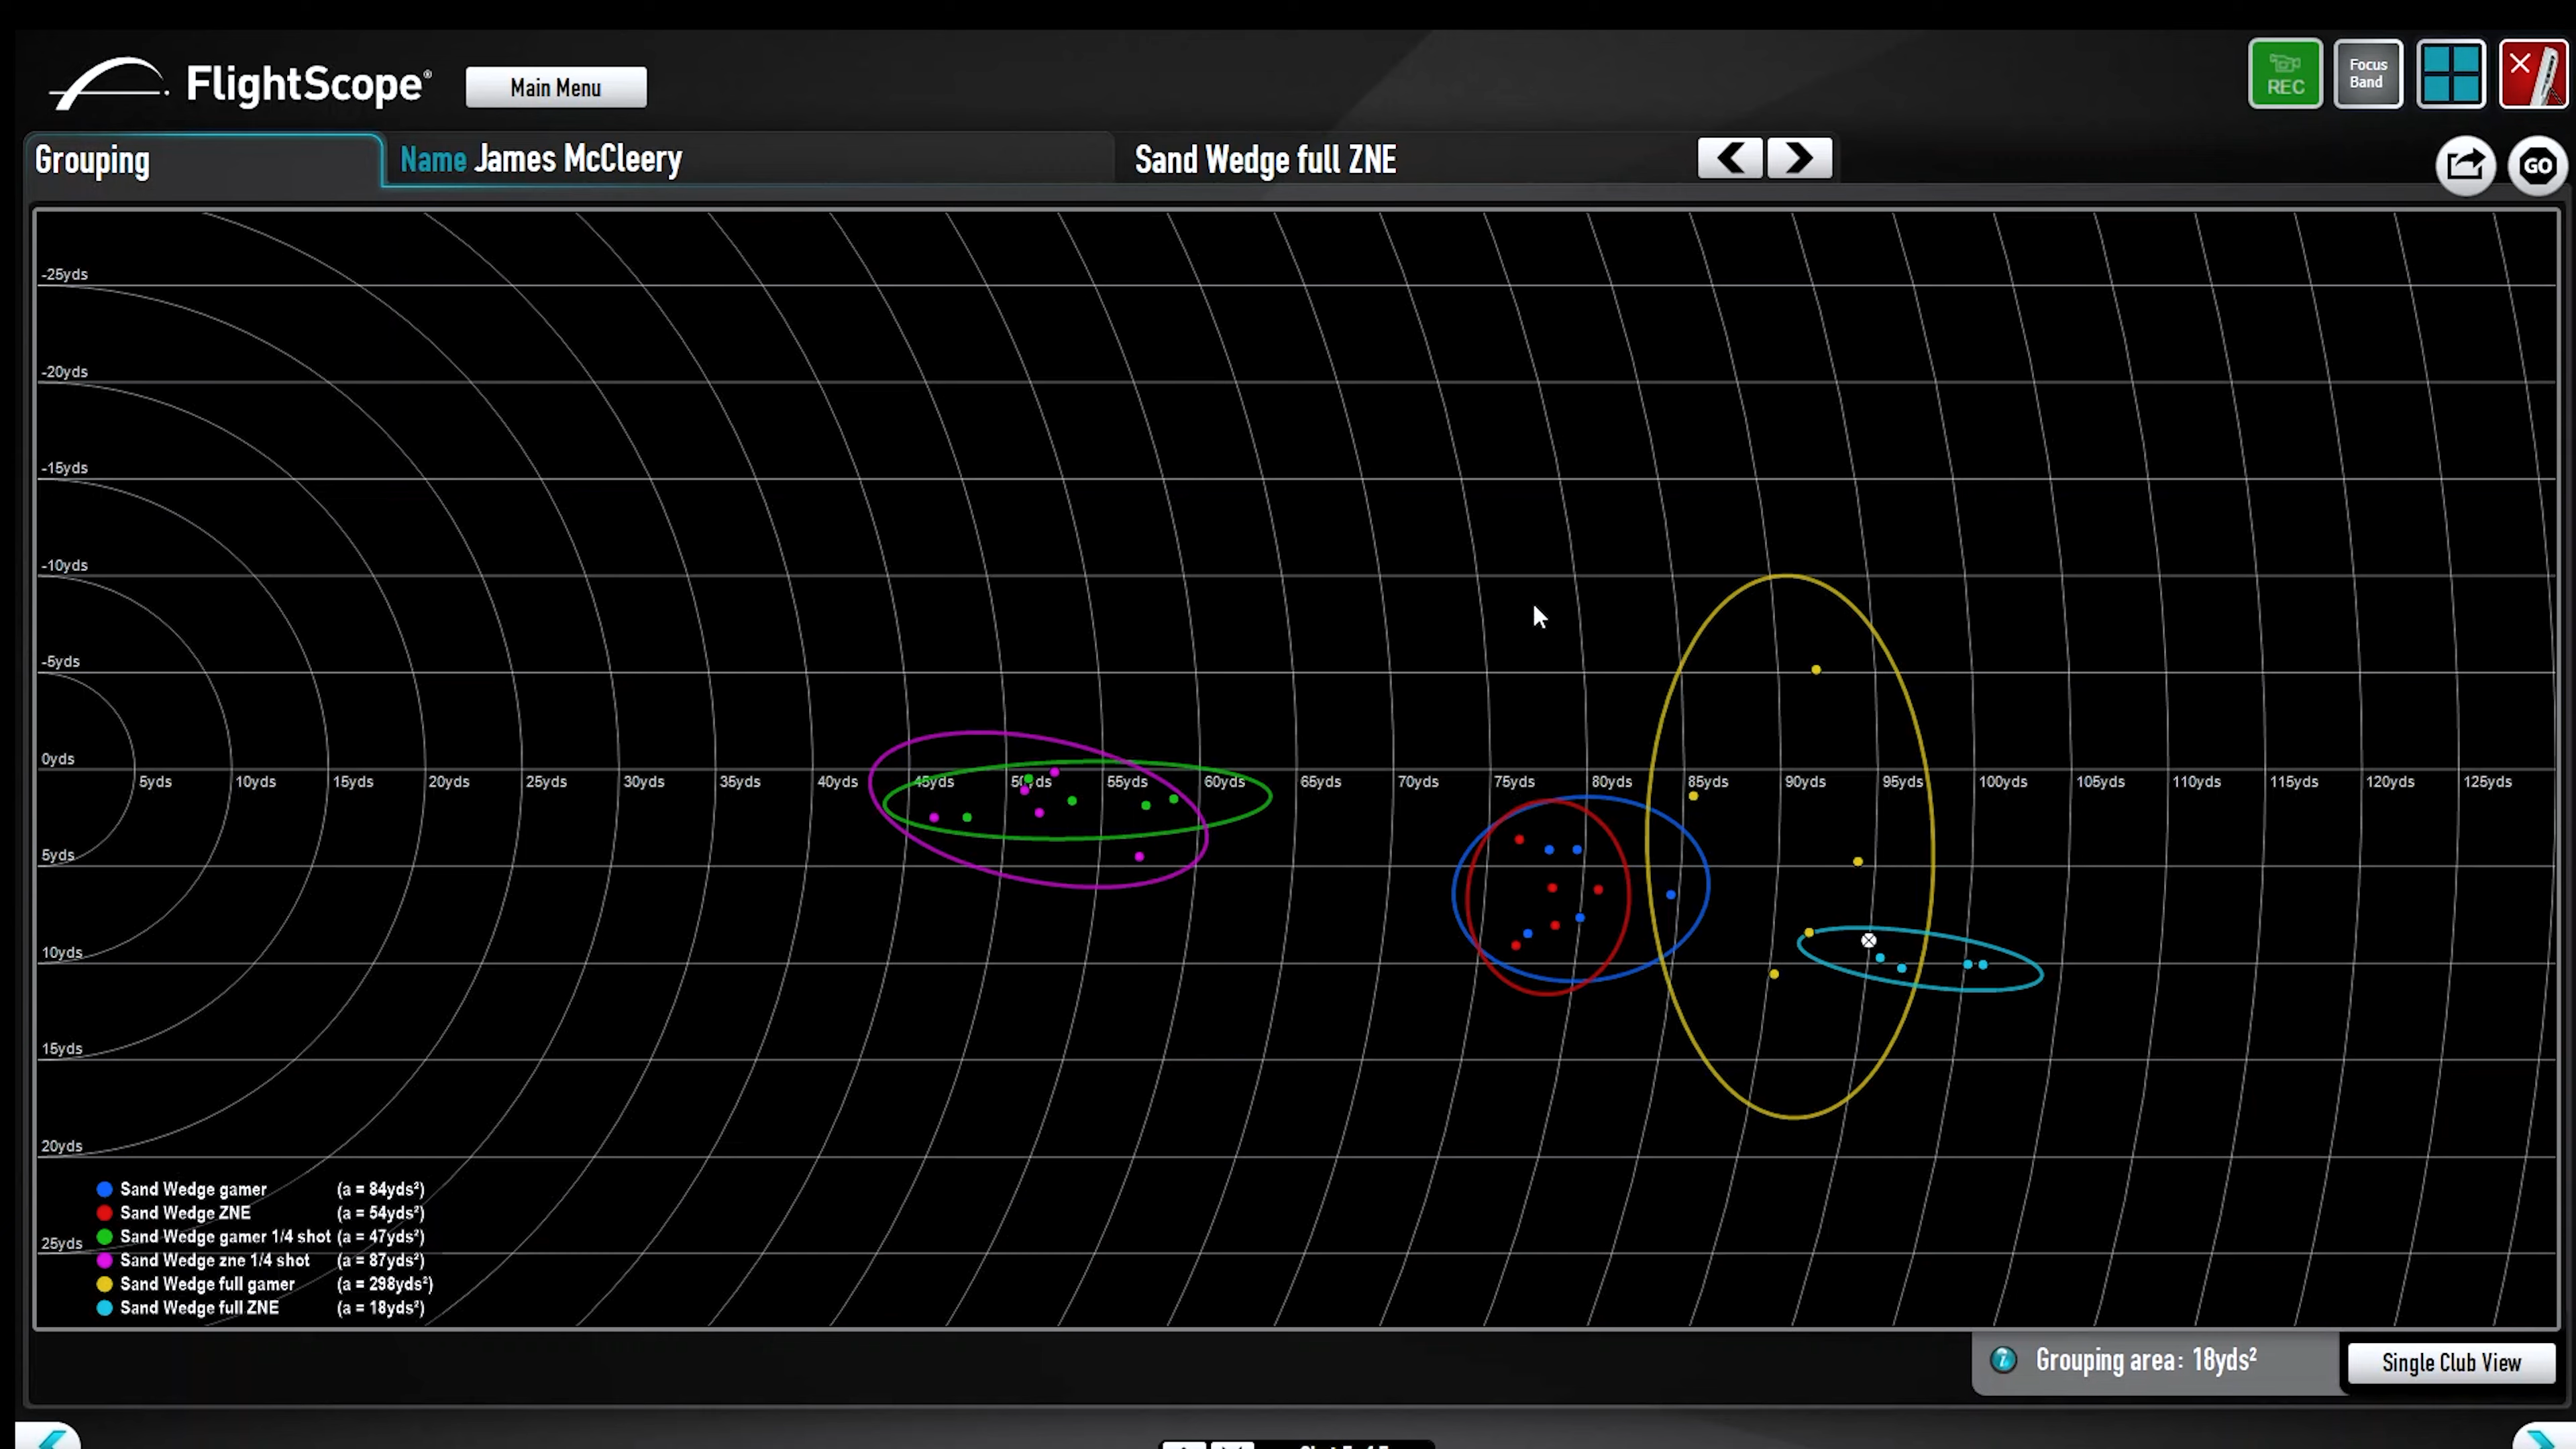 FlightScope®
Main Menu
REC
Focus
Band
GO
Grouping
Name James McCleery
Sand Wedge full ZNE
-25yds
-20yds
-15yds
-10yds
-5yds
0yds
5yds 10yds 15yds 20yds 25yds 30yds 35yds 40yds 45yds 50yds 55yds 60yds 65yds 70yds 75yds 80yds 85yds 90yds 95yds 100yds 105yds 110yds 115yds 120yds 125yds
5yds
10yds
15yds
20yds
25yds
Sand Wedge gamer (a = 84yds²)
Sand Wedge ZNE (a = 54yds²)
Sand Wedge gamer 1/4 shot (a = 47yds²)
Sand Wedge zne 1/4 shot (a = 87yds²)
Sand Wedge full gamer (a = 298yds²)
Sand Wedge full ZNE (a = 18yds²)
Grouping area: 18yds²
Single Club View